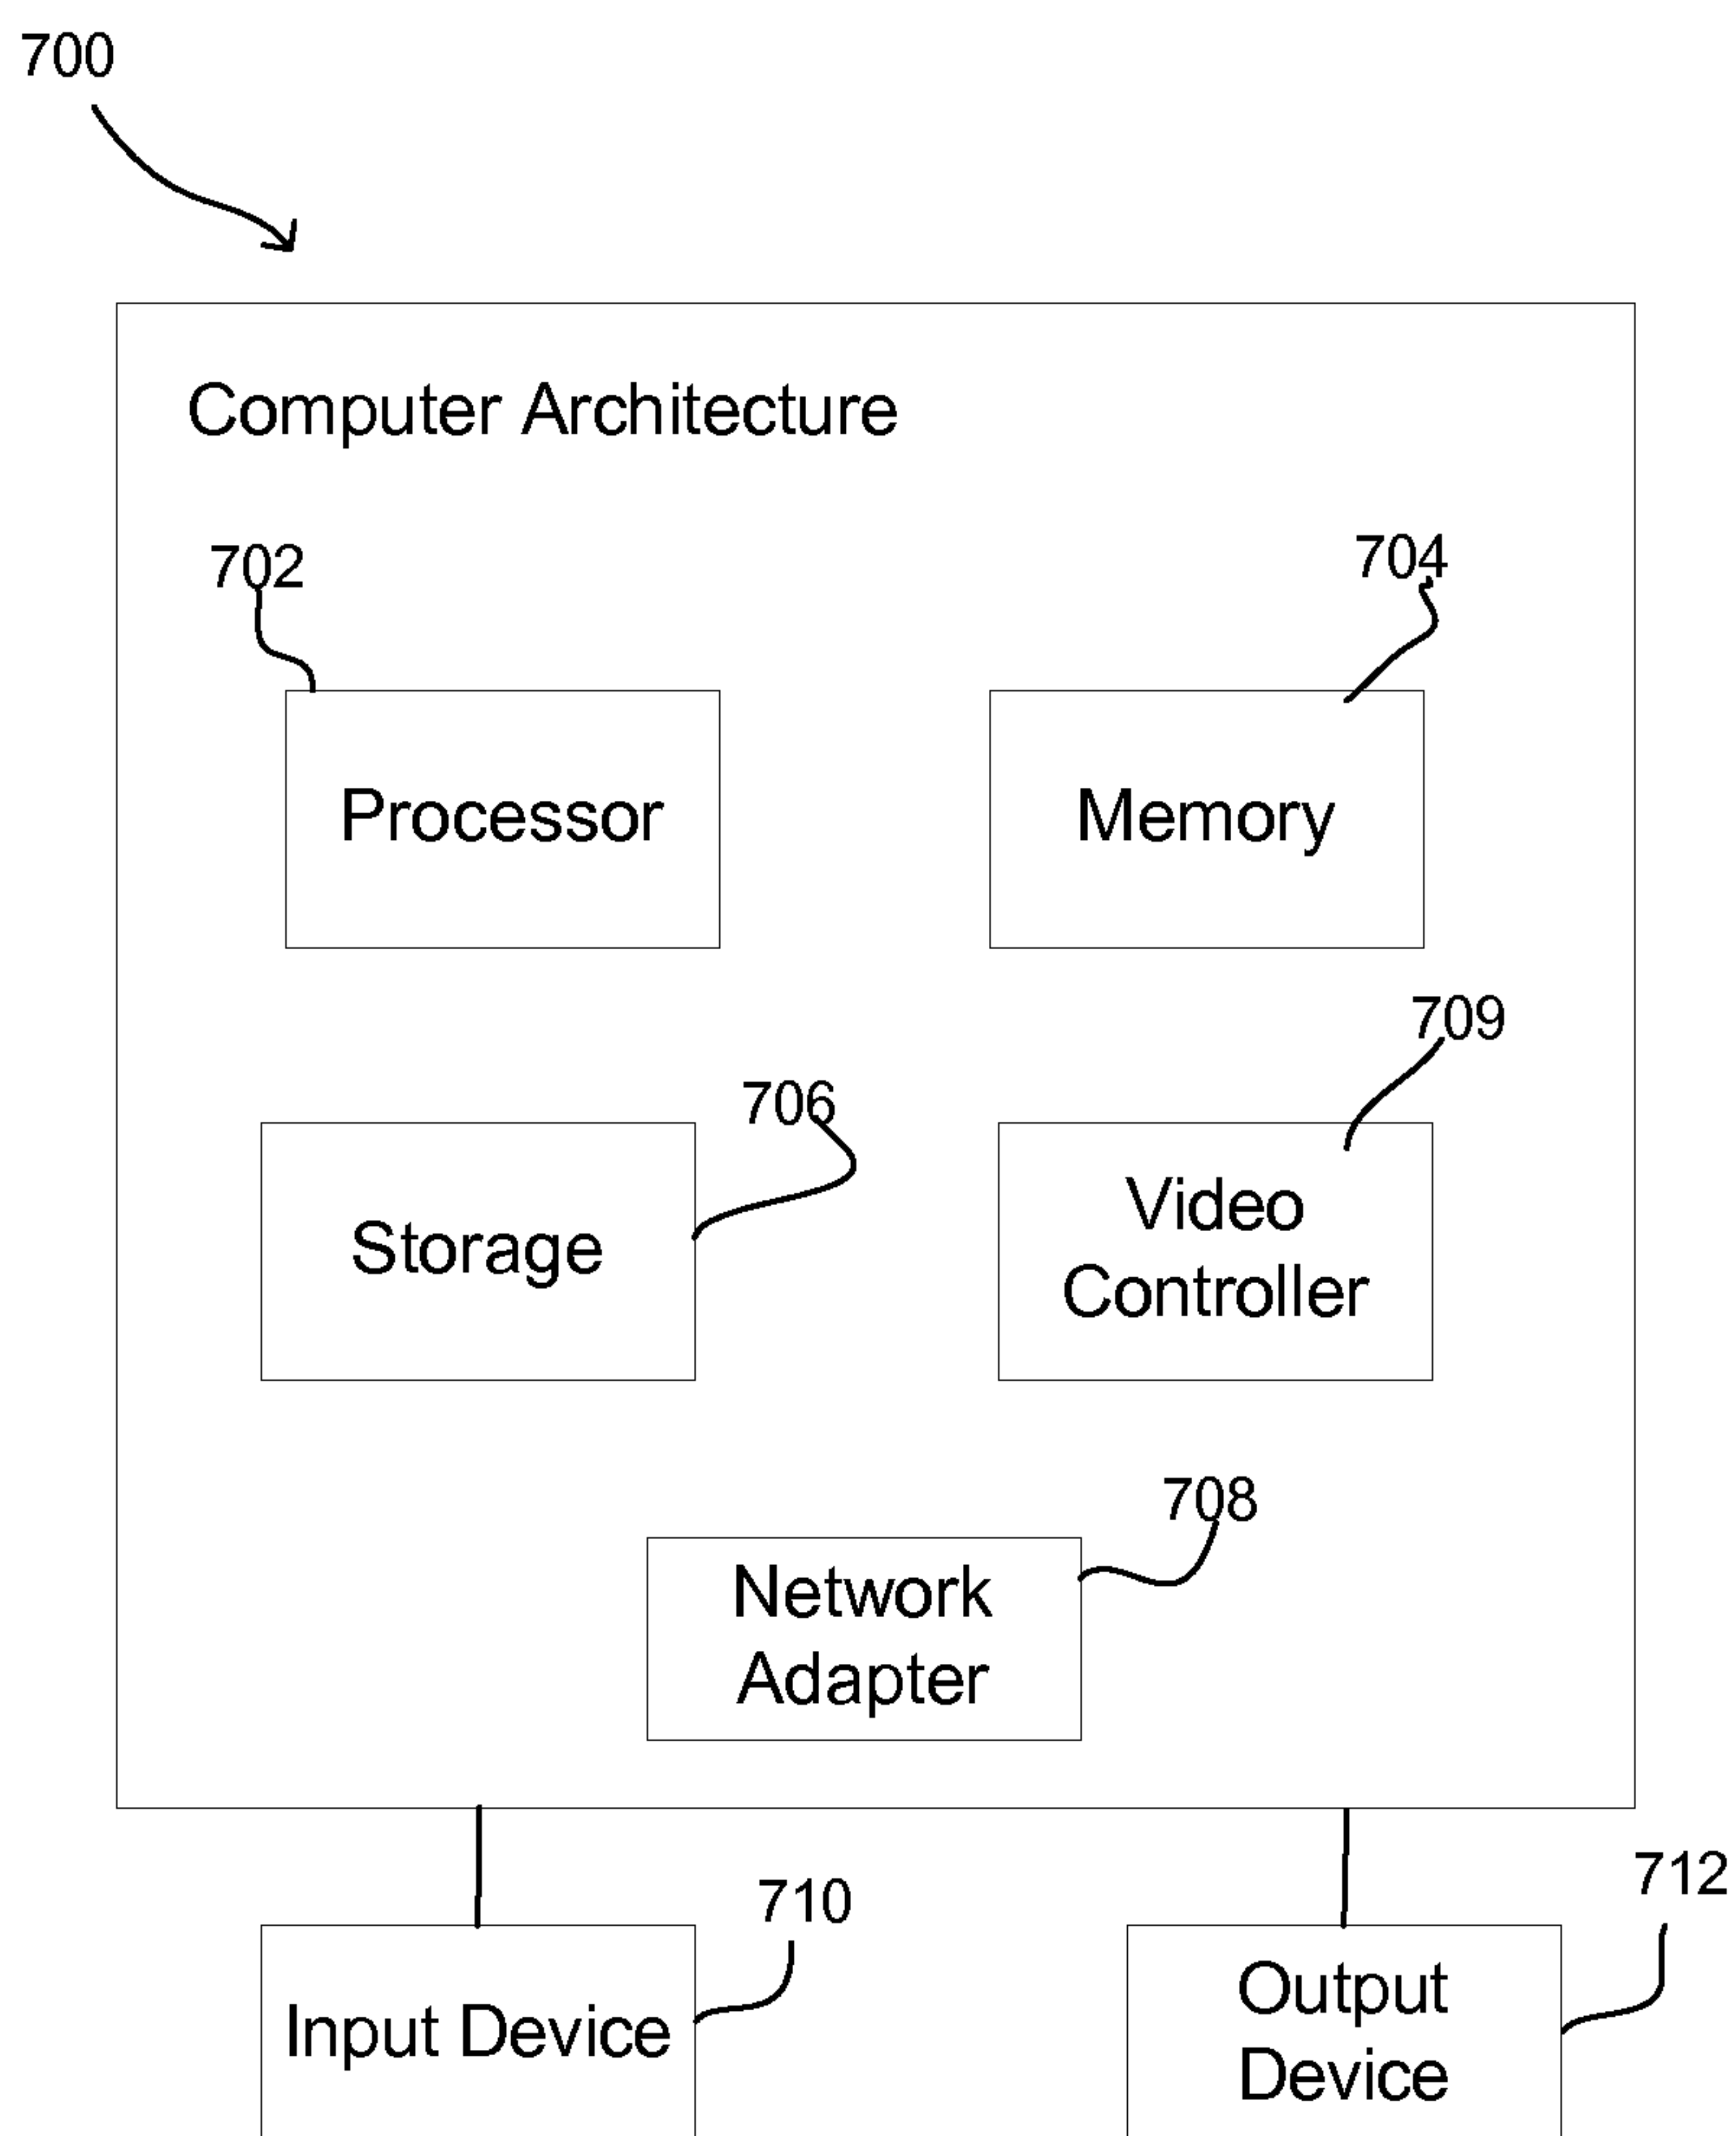 700
Computer Architecture
702
704
Processor
Memory
709
706
Storage
Video
Controller
708
Network
Adapter
710
712
Input Device
Output
Device